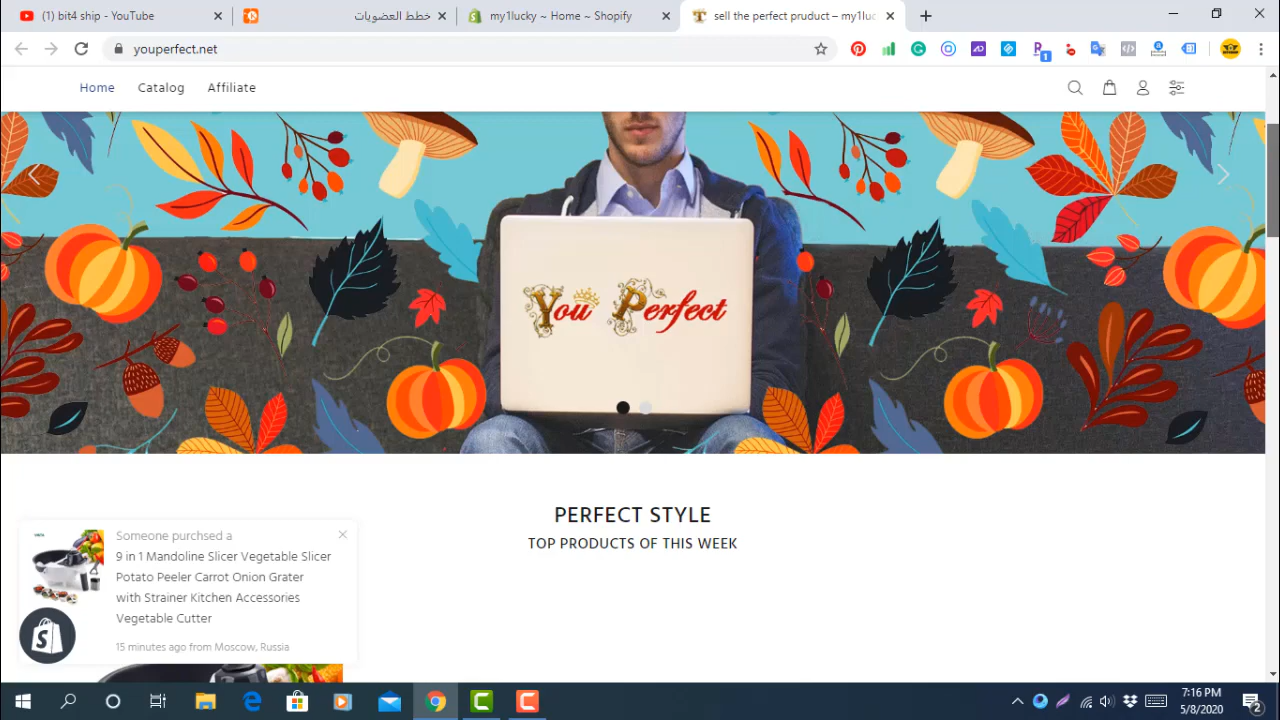 (1) bit4 ship - YouTube
خطط العضويات
my1lucky ~ Home ~ Shopify
sell the perfect pruduct – my1luc
youperfect.net
1
Home
Catalog
Affiliate
You Perfect
PERFECT STYLE
TOP PRODUCTS OF THIS WEEK
Someone purchsed a
9 in 1 Mandoline Slicer Vegetable Slicer
Potato Peeler Carrot Onion Grater
with Strainer Kitchen Accessories
Vegetable Cutter
15 minutes ago from Moscow, Russia
7:16 PM
5/8/2020
2